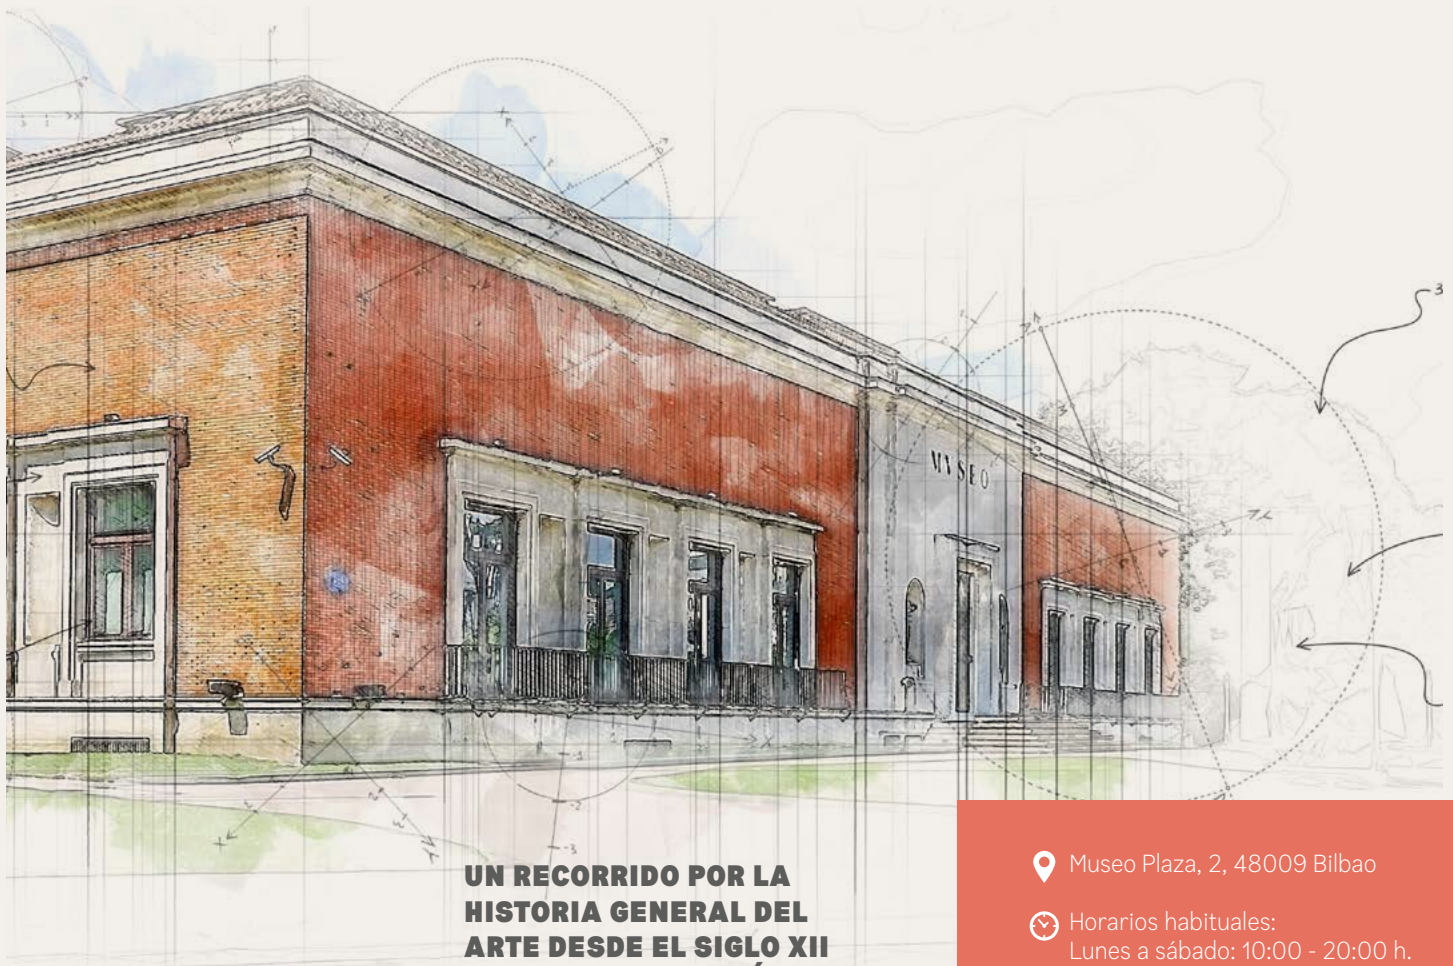 MVSEO
UN RECORRIDO POR LA
HISTORIA GENERAL DEL
ARTE DESDE EL SIGLO XII
Museo Plaza, 2, 48009 Bilbao
Horarios habituales:
Lunes a sábado: 10:00 - 20:00 h.